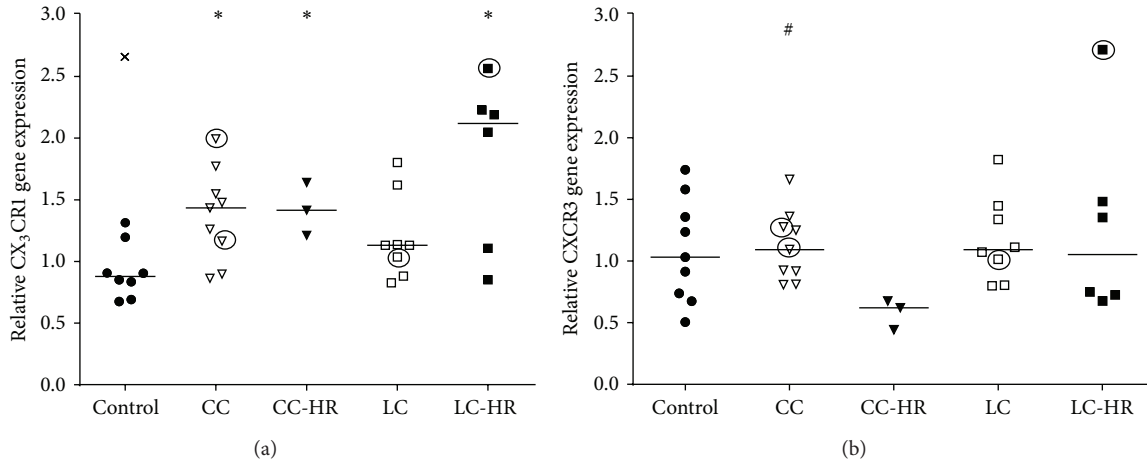 Relative CX3CR1 gene expression
3.0
2.5
2.0
1.5
1.0
0.5
0.0
*
*
*
×
Control
CC
CC-HR
LC
LC-HR
(a)
Relative CXCR3 gene expression
3.0
2.5
2.0
1.5
1.0
0.5
0.0
#
Control
CC
CC-HR
LC
LC-HR
(b)